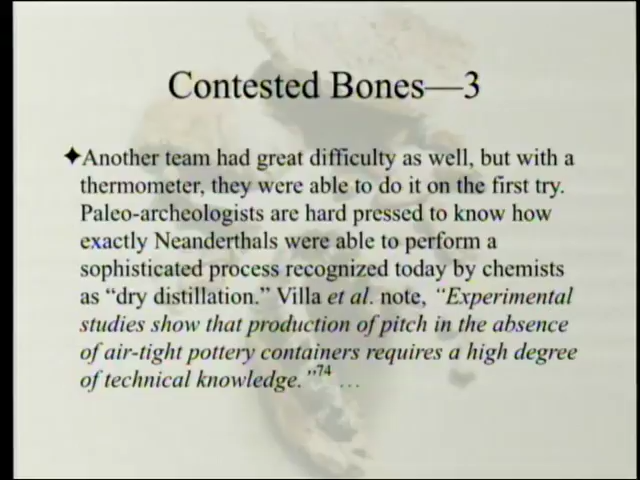 Contested Bones—3
✦Another team had great difficulty as well, but with a
thermometer, they were able to do it on the first try.
Paleo-archeologists are hard pressed to know how
exactly Neanderthals were able to perform a
sophisticated process recognized today by chemists
as “dry distillation.” Villa et al. note, “Experimental
studies show that production of pitch in the absence
of air-tight pottery containers requires a high degree
of technical knowledge.”74 …